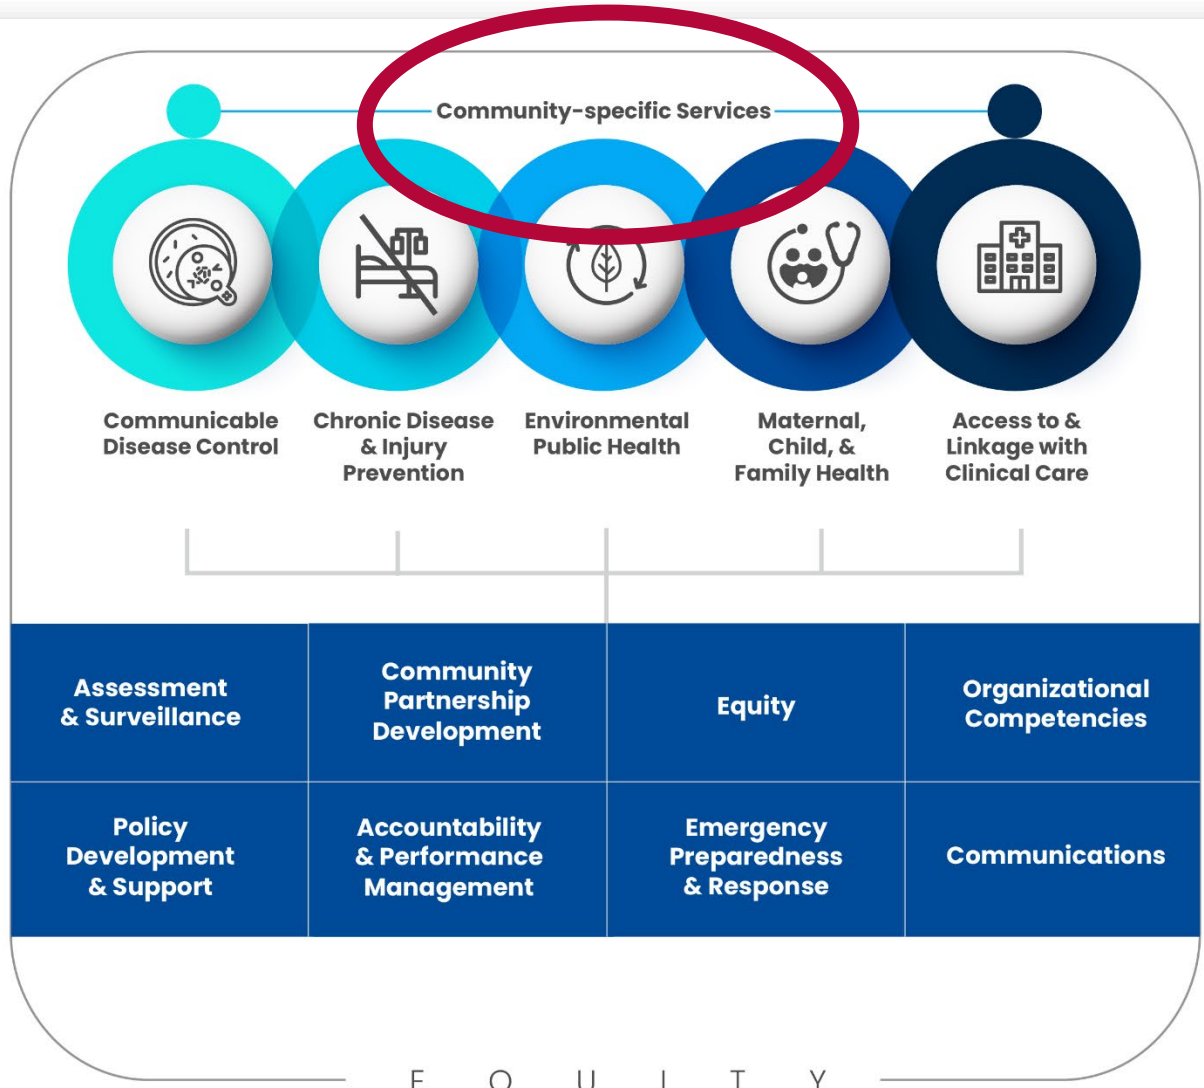 Community-specific Services
Communicable
Disease Control
Chronic Disease
& Injury
Prevention
Environmental
Public Health
Maternal,
Child, &
Family Health
Access to &
Linkage with
Clinical Care
Assessment
& Surveillance
Community
Partnership
Development
Equity
Organizational
Competencies
Policy
Development
& Support
Accountability
& Performance
Management
Emergency
Preparedness
& Response
Communications
E Q U I T Y